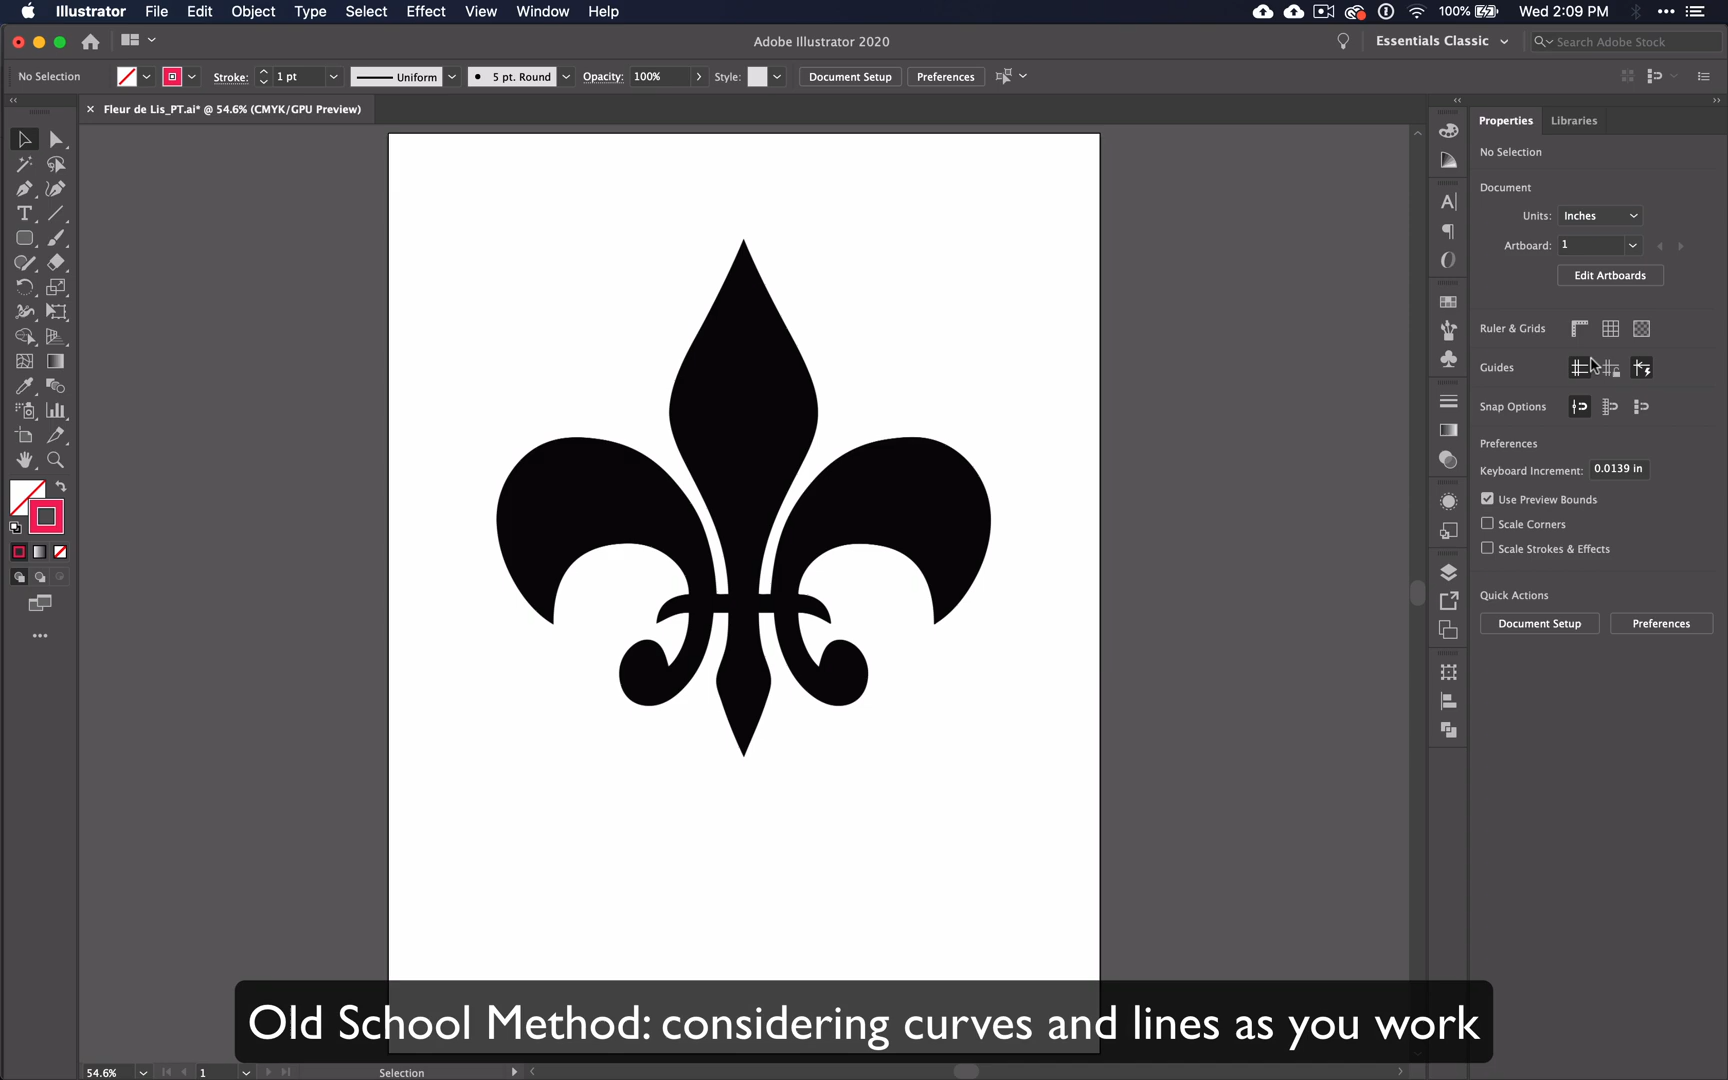 Illustrator File Edit Object Type Select Effect View Window Help 100% Wed 2:09 PM
Adobe Illustrator 2020 Essentials Classic Search Adobe Stock
No Selection Stroke: 1 pt Uniform 5 pt. Round Opacity: 100% Style: Document Setup Preferences
Fleur de Lis_PT.ai* @ 54.6% (CMYK/GPU Preview)
Properties Libraries
No Selection
Document
Units: Inches
Artboard: 1
Edit Artboards
Ruler & Grids
Guides
Snap Options
Preferences
Keyboard Increment: 0.0139 in
Use Preview Bounds
Scale Corners
Scale Strokes & Effects
Quick Actions
Document Setup Preferences
Old School Method: considering curves and lines as you work
54.6% 1 Selection